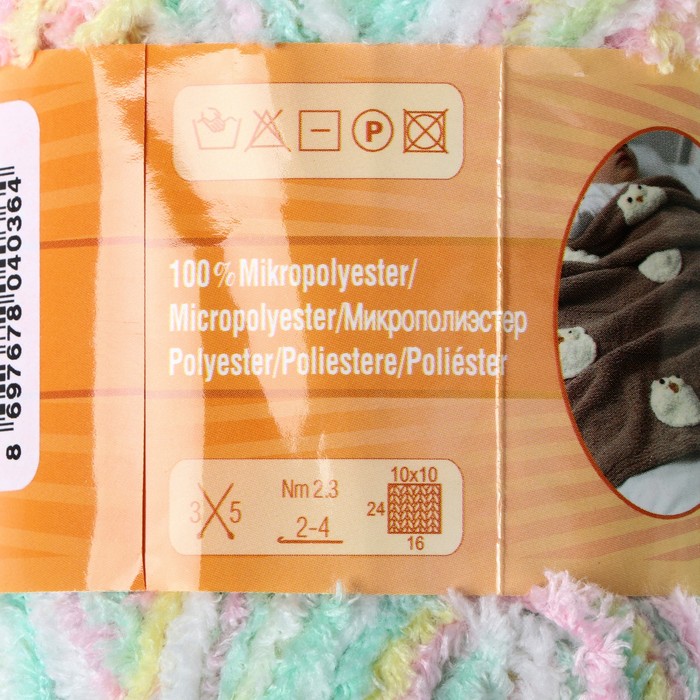 P
100% Mikropolyester/
Micropolyester/Микрополиэстер
Polyester/Poliestere/Poliéster
3 5
Nm 2.3
2-4
10x10
24
16
8 697678 040364